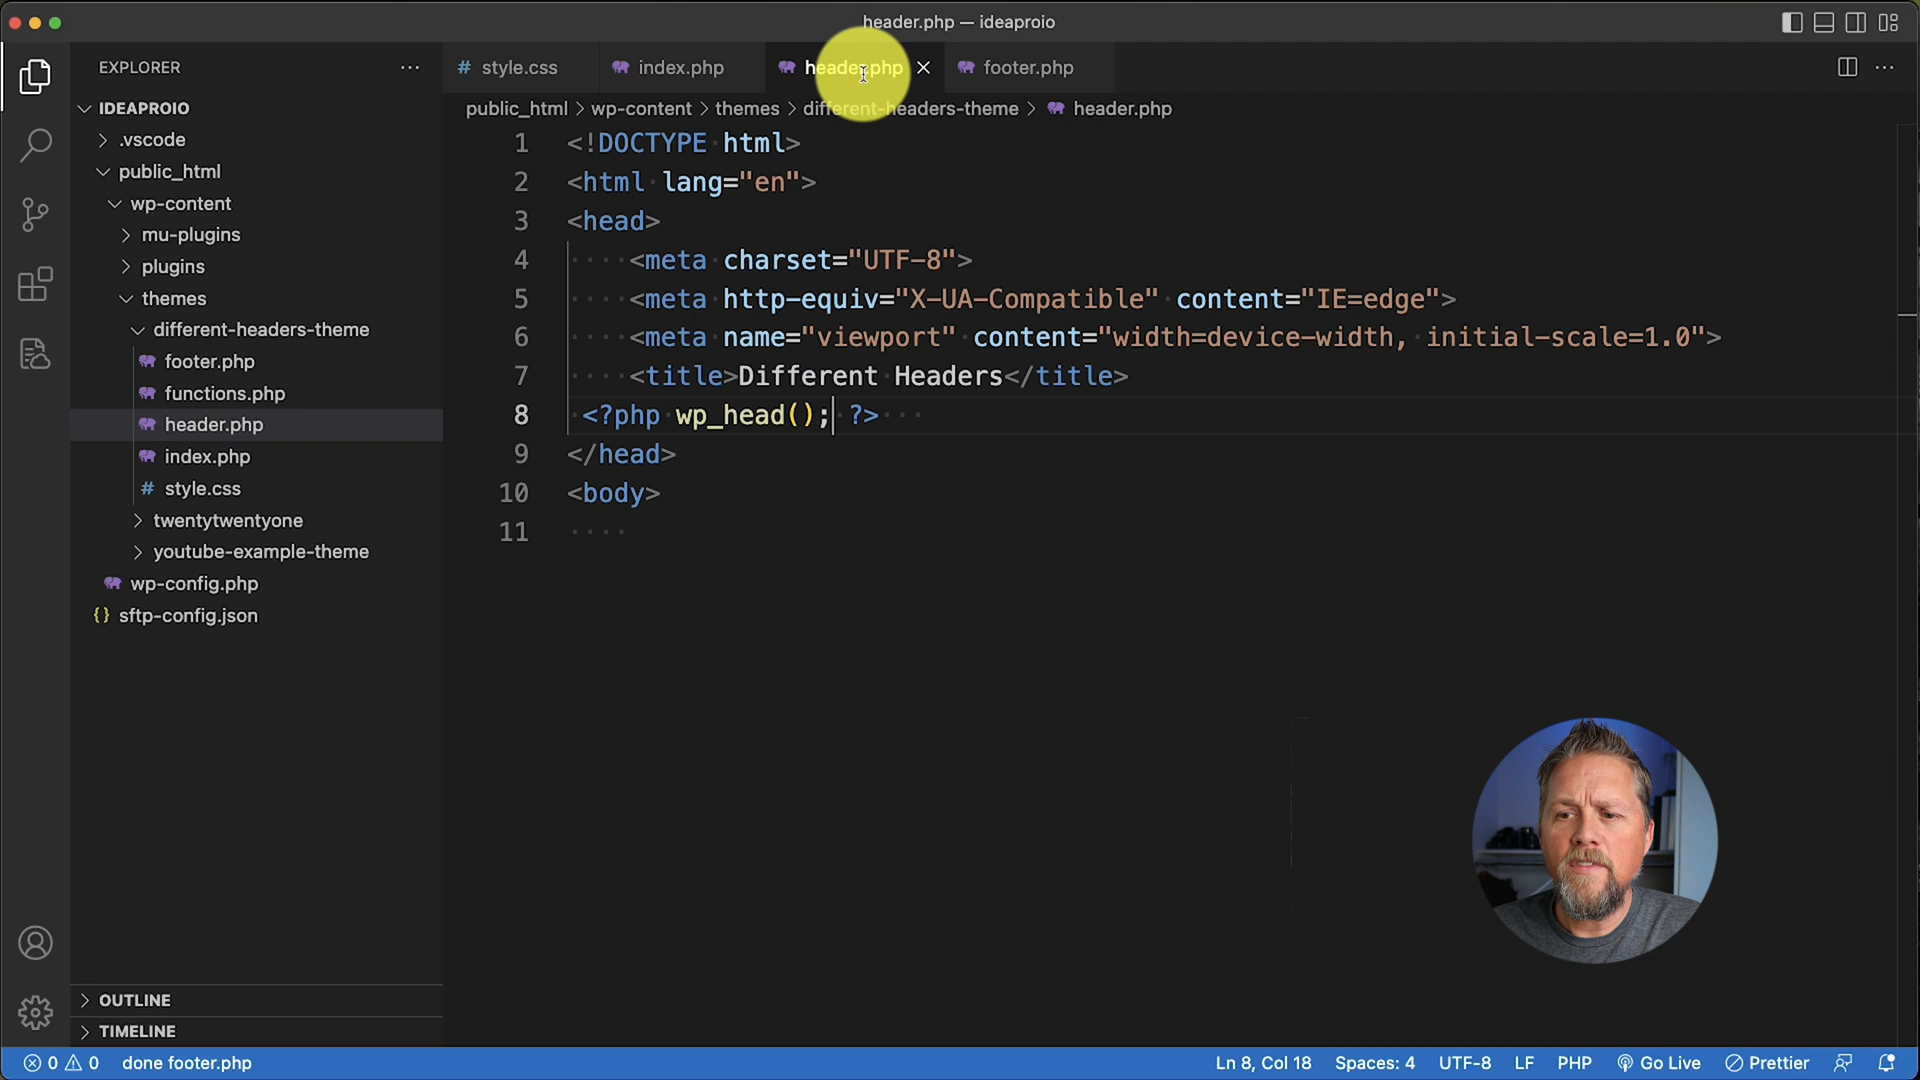 header.php — ideaproio
EXPLORER
# style.css
index.php
header.php
footer.php
IDEAPROIO
public_html > wp-content > themes > different-headers-theme > header.php
.vscode
public_html
wp-content
mu-plugins
plugins
themes
different-headers-theme
footer.php
functions.php
header.php
index.php
# style.css
twentytwentyone
youtube-example-theme
wp-config.php
{} sftp-config.json
1 <!DOCTYPE html>
2 <html lang="en">
3 <head>
4 <meta charset="UTF-8">
5 <meta http-equiv="X-UA-Compatible" content="IE=edge">
6 <meta name="viewport" content="width=device-width, initial-scale=1.0">
7 <title>Different Headers</title>
8 <?php wp_head(); ?>
9 </head>
10 <body>
11
OUTLINE
TIMELINE
0 0 done footer.php
Ln 8, Col 18 Spaces: 4 UTF-8 LF PHP Go Live Prettier